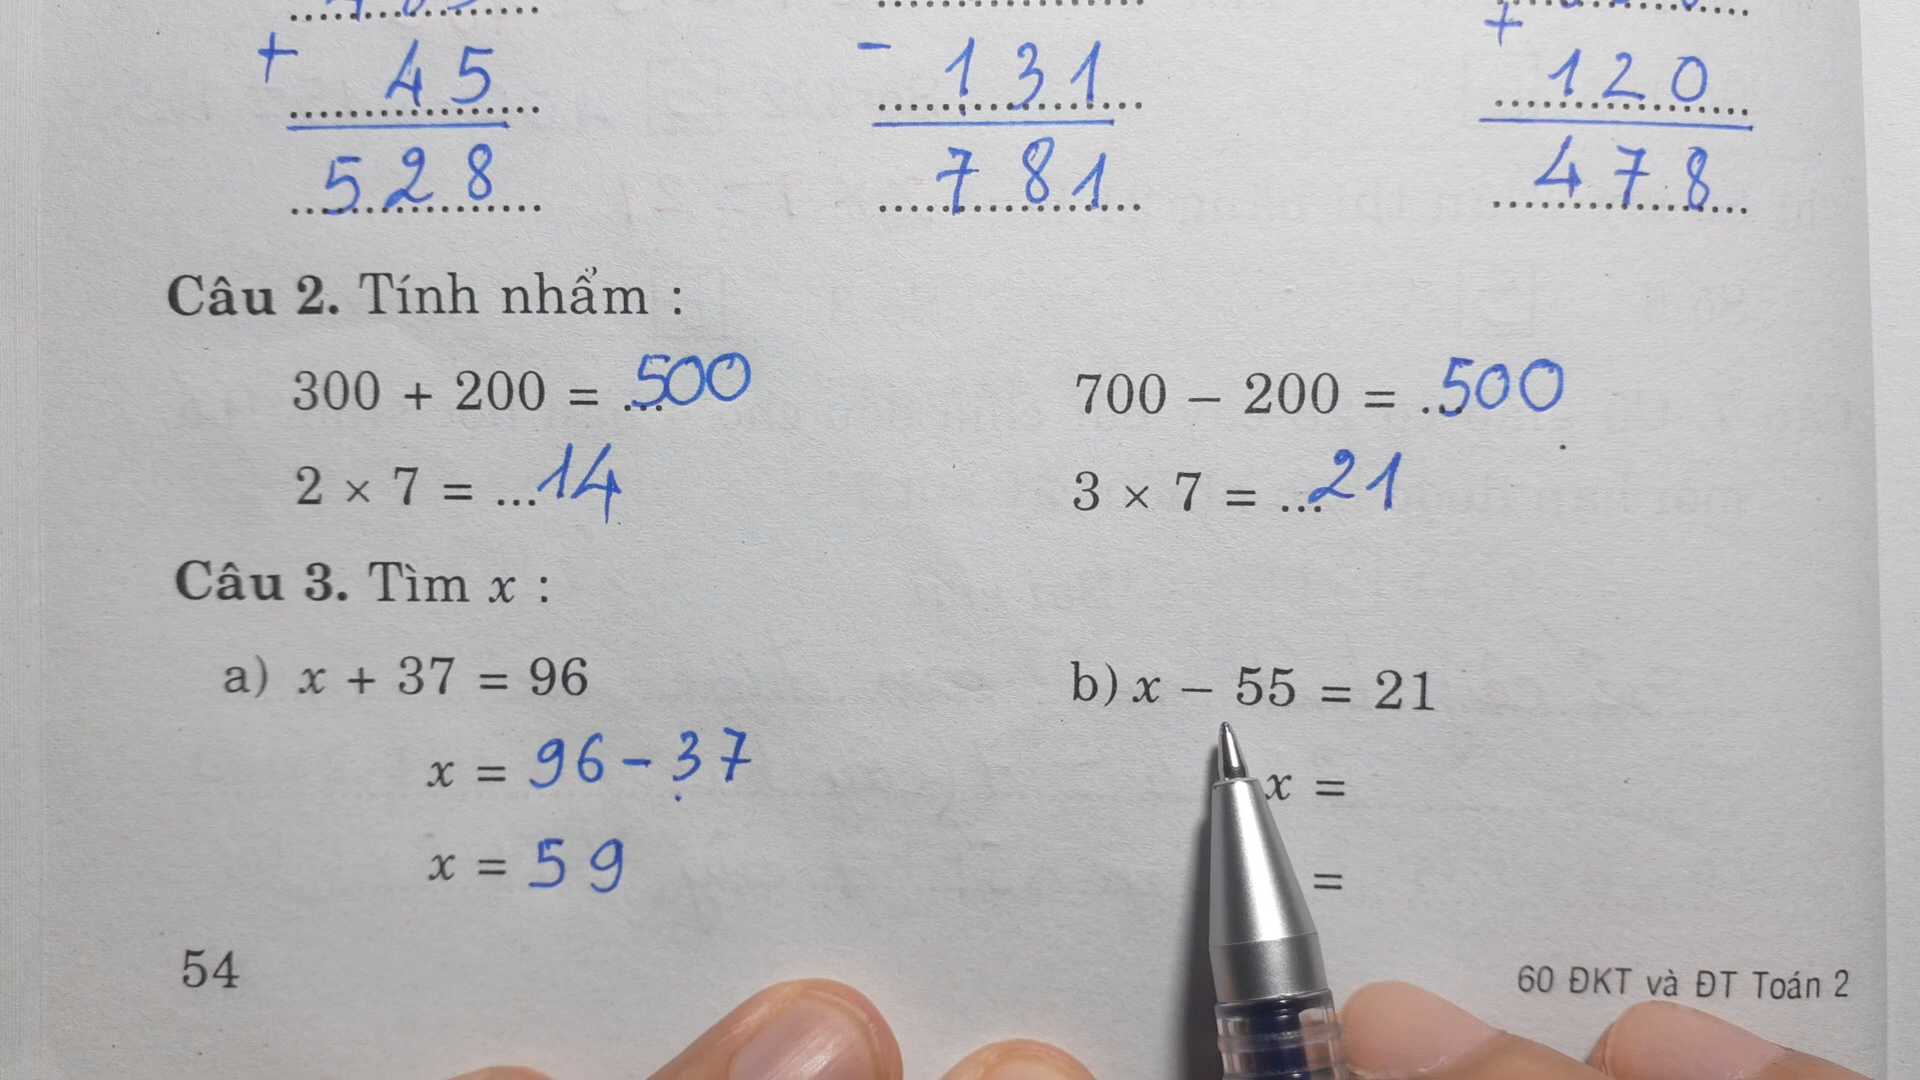 + 45 - 131 + 120
528 781 478
Câu 2. Tính nhẩm :
300 + 200 = ...500 700 – 200 = ...500
2 × 7 = ...14 3 × 7 = ...21
Câu 3. Tìm x :
a) x + 37 = 96 b) x – 55 = 21
x = 96 - 37 x =
x = 59 =
54 60 ĐKT và ĐT Toán 2